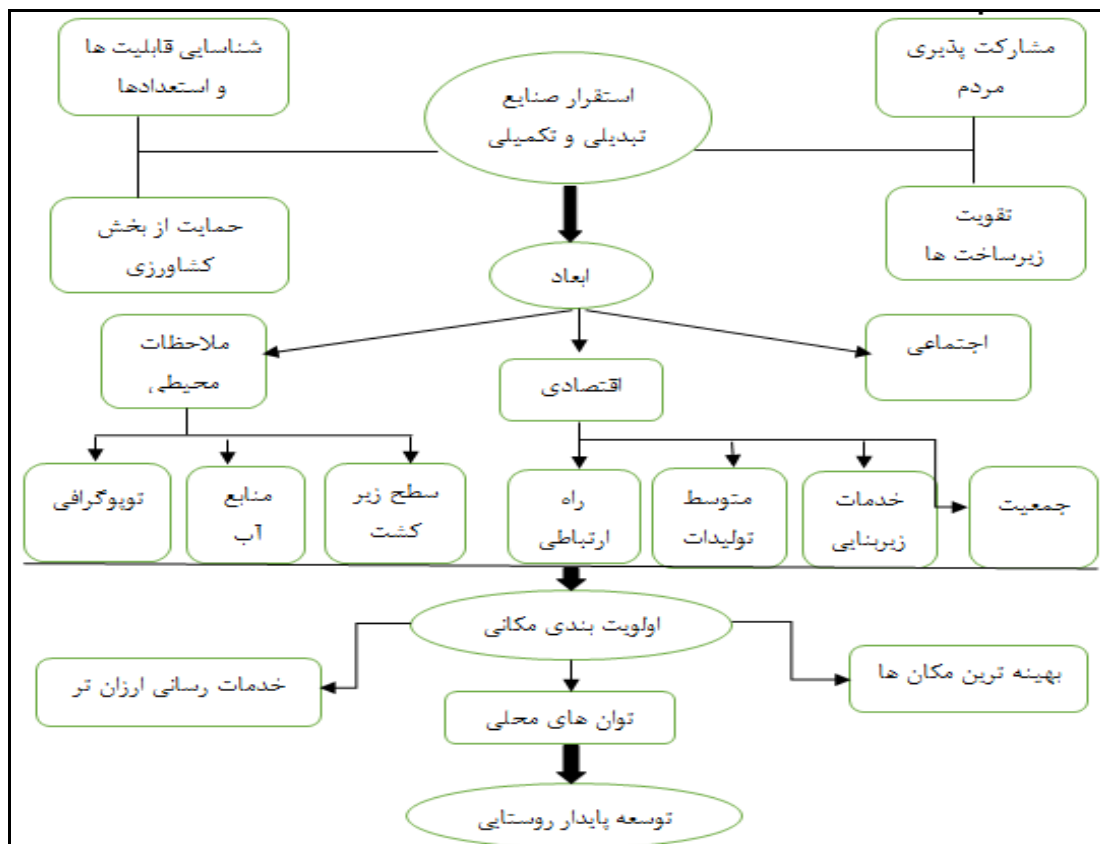 مشارکت پذیری
مردم
استقرار صنایع
تبدیلی و تکمیلی
شناسایی قابلیت ها
و استعدادها
تقویت
زیرساخت ها
حمایت از بخش
کشاورزی
ابعاد
اجتماعی
اقتصادی
ملاحظات
محیطی
جمعیت
خدمات
زیربنایی
متوسط
تولیدات
راه
ارتباطی
سطح زیر
کشت
منابع
آب
توپوگرافی
اولویت بندی مکانی
بهینه ترین مکان ها
خدمات رسانی ارزان تر
توان های محلی
توسعه پایدار روستایی